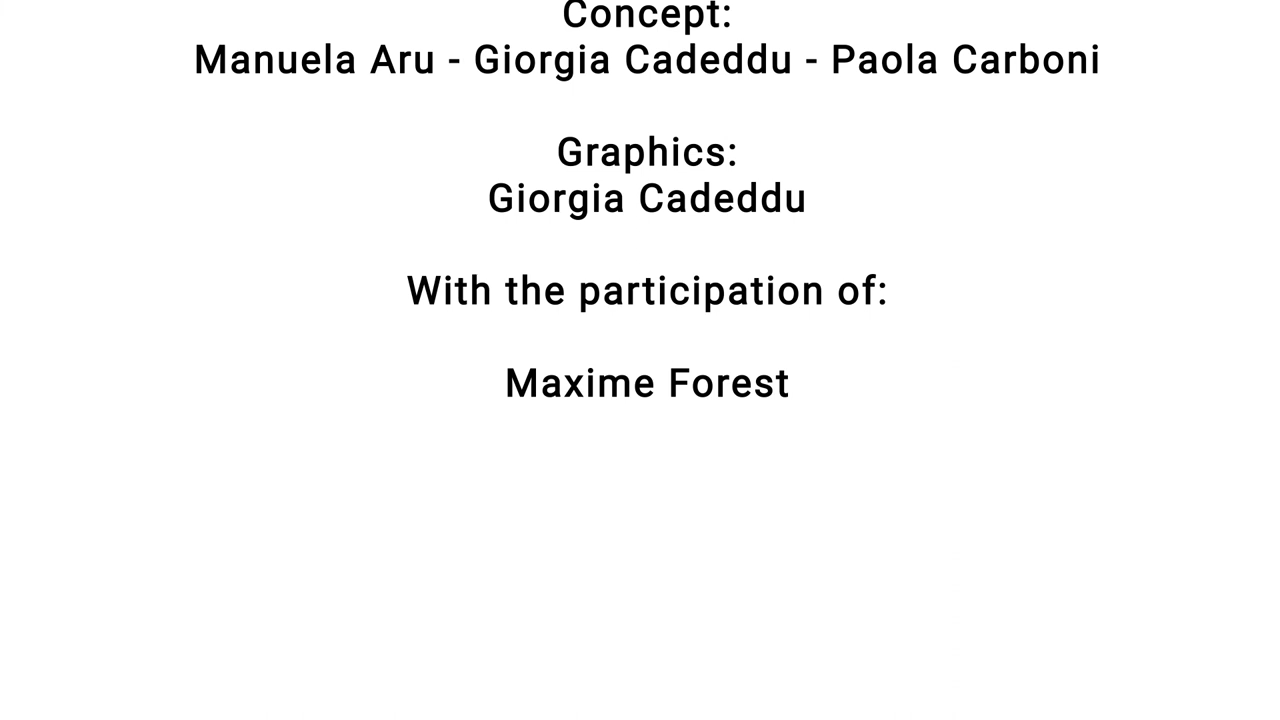 Concept:
Manuela Aru - Giorgia Cadeddu - Paola Carboni
Graphics:
Giorgia Cadeddu
With the participation of:
Maxime Forest